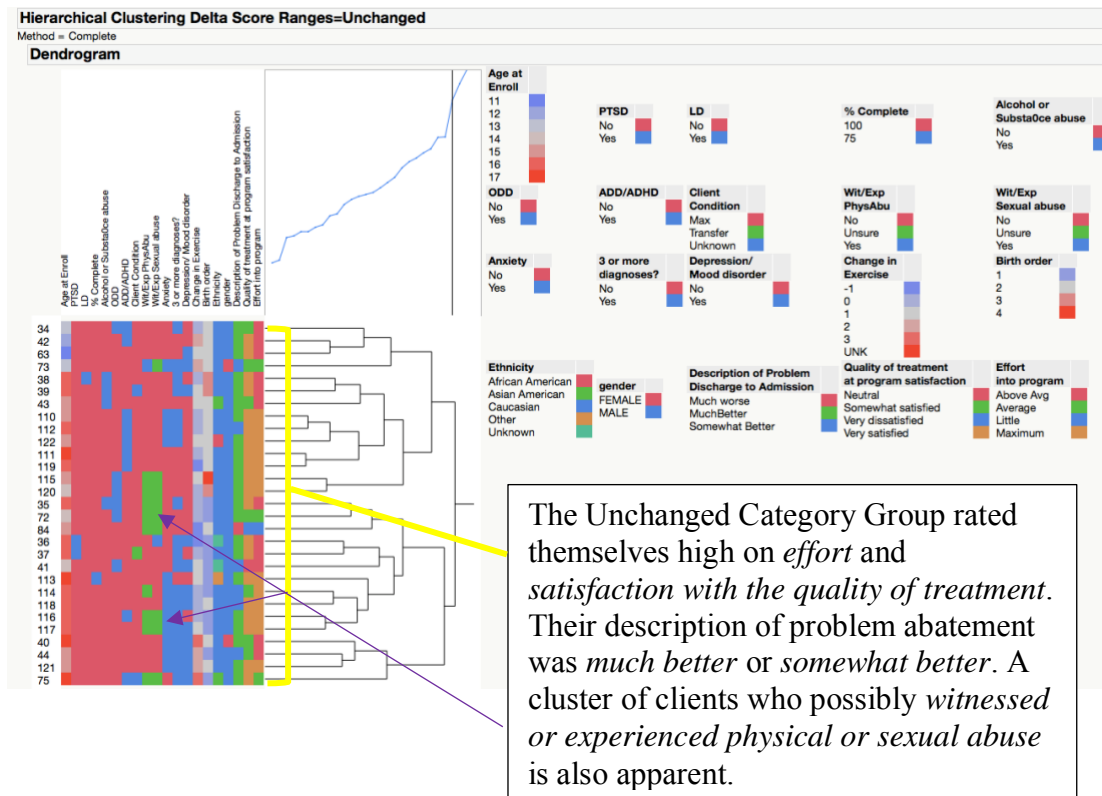 Hierarchical Clustering Delta Score Ranges=Unchanged
Method = Complete
Dendrogram
Age at Enroll
PTSD
LD
% Complete
Alcohol or Substa0ce abuse
ODD
ADD/ADHD
Client Condition
Wit/Exp PhysAbu
Wit/Exp Sexual abuse
Anxiety
3 or more diagnoses?
Depression/ Mood disorder
Change in Exercise
Birth order
Ethnicity
gender
Description of Problem Discharge to Admission
Quality of treatment at program satisfaction
Effort into program
34
42
63
73
38
39
43
110
112
122
111
119
115
120
35
72
84
36
37
41
113
114
118
116
117
40
44
121
75
Age at
Enroll
11
12
13
14
15
16
17
PTSD
No
Yes
LD
No
Yes
% Complete
100
75
Alcohol or
Substa0ce abuse
No
Yes
ODD
No
Yes
ADD/ADHD
No
Yes
Client
Condition
Max
Transfer
Unknown
Wit/Exp
PhysAbu
No
Unsure
Yes
Wit/Exp
Sexual abuse
No
Unsure
Yes
Anxiety
No
Yes
3 or more
diagnoses?
No
Yes
Depression/
Mood disorder
No
Yes
Change in
Exercise
-1
0
1
2
3
UNK
Birth order
1
2
3
4
Ethnicity
African American
Asian American
Caucasian
Other
Unknown
gender
FEMALE
MALE
Description of Problem
Discharge to Admission
Much worse
MuchBetter
Somewhat Better
Quality of treatment
at program satisfaction
Neutral
Somewhat satisfied
Very dissatisfied
Very satisfied
Effort
into program
Above Avg
Average
Little
Maximum
The Unchanged Category Group rated
themselves high on effort and
satisfaction with the quality of treatment.
Their description of problem abatement
was much better or somewhat better. A
cluster of clients who possibly witnessed
or experienced physical or sexual abuse
is also apparent.